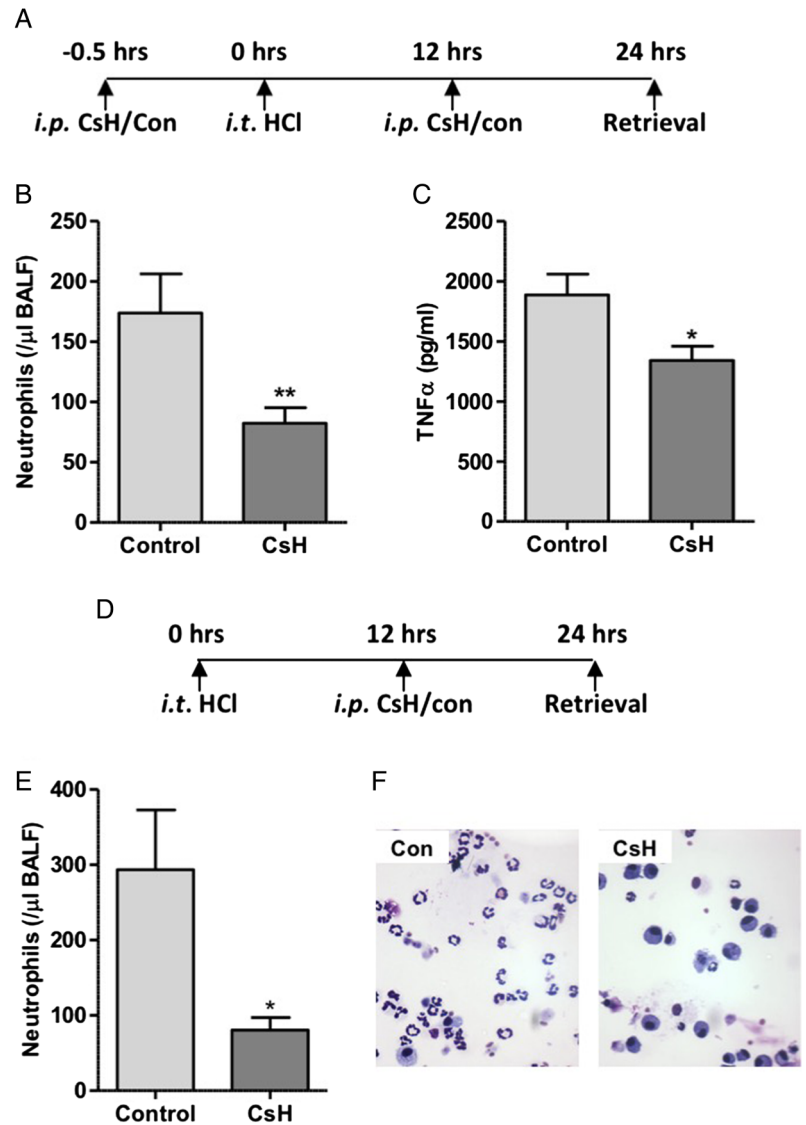 A
-0.5 hrs 0 hrs 12 hrs 24 hrs
i.p. CsH/Con i.t. HCl i.p. CsH/con Retrieval
B
Neutrophils (/µl BALF)
250
200
150
100
50
0
**
Control CsH
C
TNFα (pg/ml)
2500
2000
1500
1000
500
0
*
Control CsH
D
0 hrs 12 hrs 24 hrs
i.t. HCl i.p. CsH/con Retrieval
E
Neutrophils (/µl BALF)
400
300
200
100
0
*
Control CsH
F
Con CsH